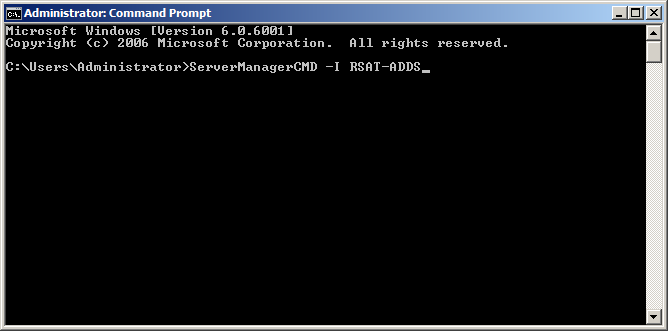 Administrator: Command Prompt
Microsoft Windows [Version 6.0.6001]
Copyright (c) 2006 Microsoft Corporation.  All rights reserved.
C:\Users\Administrator>ServerManagerCMD -I RSAT-ADDS_